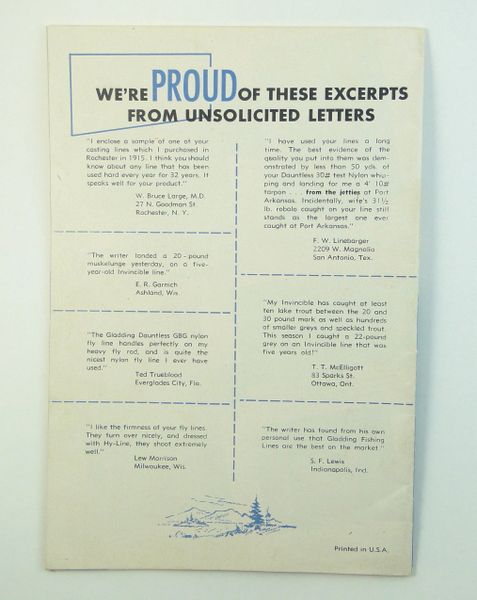 WE'RE PROUD OF THESE EXCERPTS
FROM UNSOLICITED LETTERS
"I enclose a sample of one of your
casting lines which I purchased in
Rochester in 1915. I think you should
know about any line that has been
used hard every year for 32 years. It
speaks well for your product."
W. Bruce Large, M.D.
27 N. Goodman St.
Rochester, N. Y.
"The writer landed a 20-pound
muskelunge yesterday, on a five-
year-old Invincible line."
E. R. Garnich
Ashland, Wis.
"The Gladding Dauntless GBG nylon
fly line handles perfectly on my
heavy fly rod, and is quite the
nicest nylon fly line I ever have
used."
Ted Trueblood
Everglades City, Fla.
"I like the firmness of your fly lines.
They turn over nicely, and dressed
with Hy-Line, they shoot extremely
well."
Lew Morrison
Milwaukee, Wis.
"I have used your lines a long
time. The best evidence of the
quality you put into them was dem-
onstrated by less than 50 yds. of
your Dauntless 30# test Nylon whip-
ping and landing for me a 4' 10#
tarpon . . . from the jetties at Port
Arkansas. Incidentally, wife's 31½
lb. robalo caught on your line still
stands as the largest one ever
caught at Port Arkansas."
F. W. Linebarger
2209 W. Magnolia
San Antonio, Tex.
"My Invincible has caught at least
ten lake trout between the 20 and
30 pound mark as well as hundreds
of smaller greys and speckled trout.
This season I caught a 22-pound
grey on an Invincible line that was
five years old!"
T. T. McElligott
83 Sparks St.
Ottawa, Ont.
"The writer has found from his own
personal use that Gladding Fishing
Lines are the best on the market."
S. F. Lewis
Indianapolis, Ind.
Printed in U.S.A.